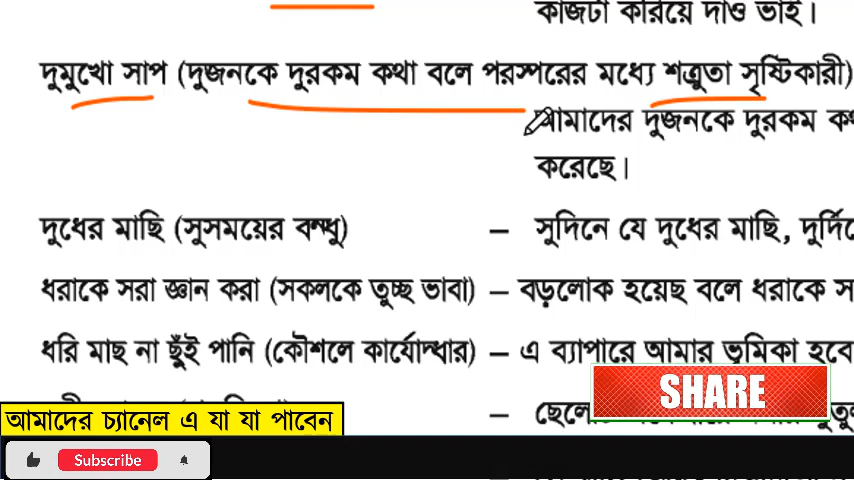 কাজটা করিয়ে দাও ভাই।
দুমুখো সাপ (দুজনকে দুরকম কথা বলে পরস্পরের মধ্যে শত্রুতা সৃষ্টিকারী)
আমাদের দুজনকে দুরকম
করেছে।
দুধের মাছি (সুসময়ের বন্ধু) – সুদিনে যে দুধের মাছি,
ধরাকে সরা জ্ঞান করা (সকলকে তুচ্ছ ভাবা) – বড়লোক হয়েছ বলে ধরাকে
ধরি মাছ না ছুঁই পানি (কৌশলে কার্যোদ্ধার) – এ ব্যাপারে আমার ভূমিকা হবে
SHARE
আমাদের চ্যানেল এ যা যা পাবেন
Subscribe